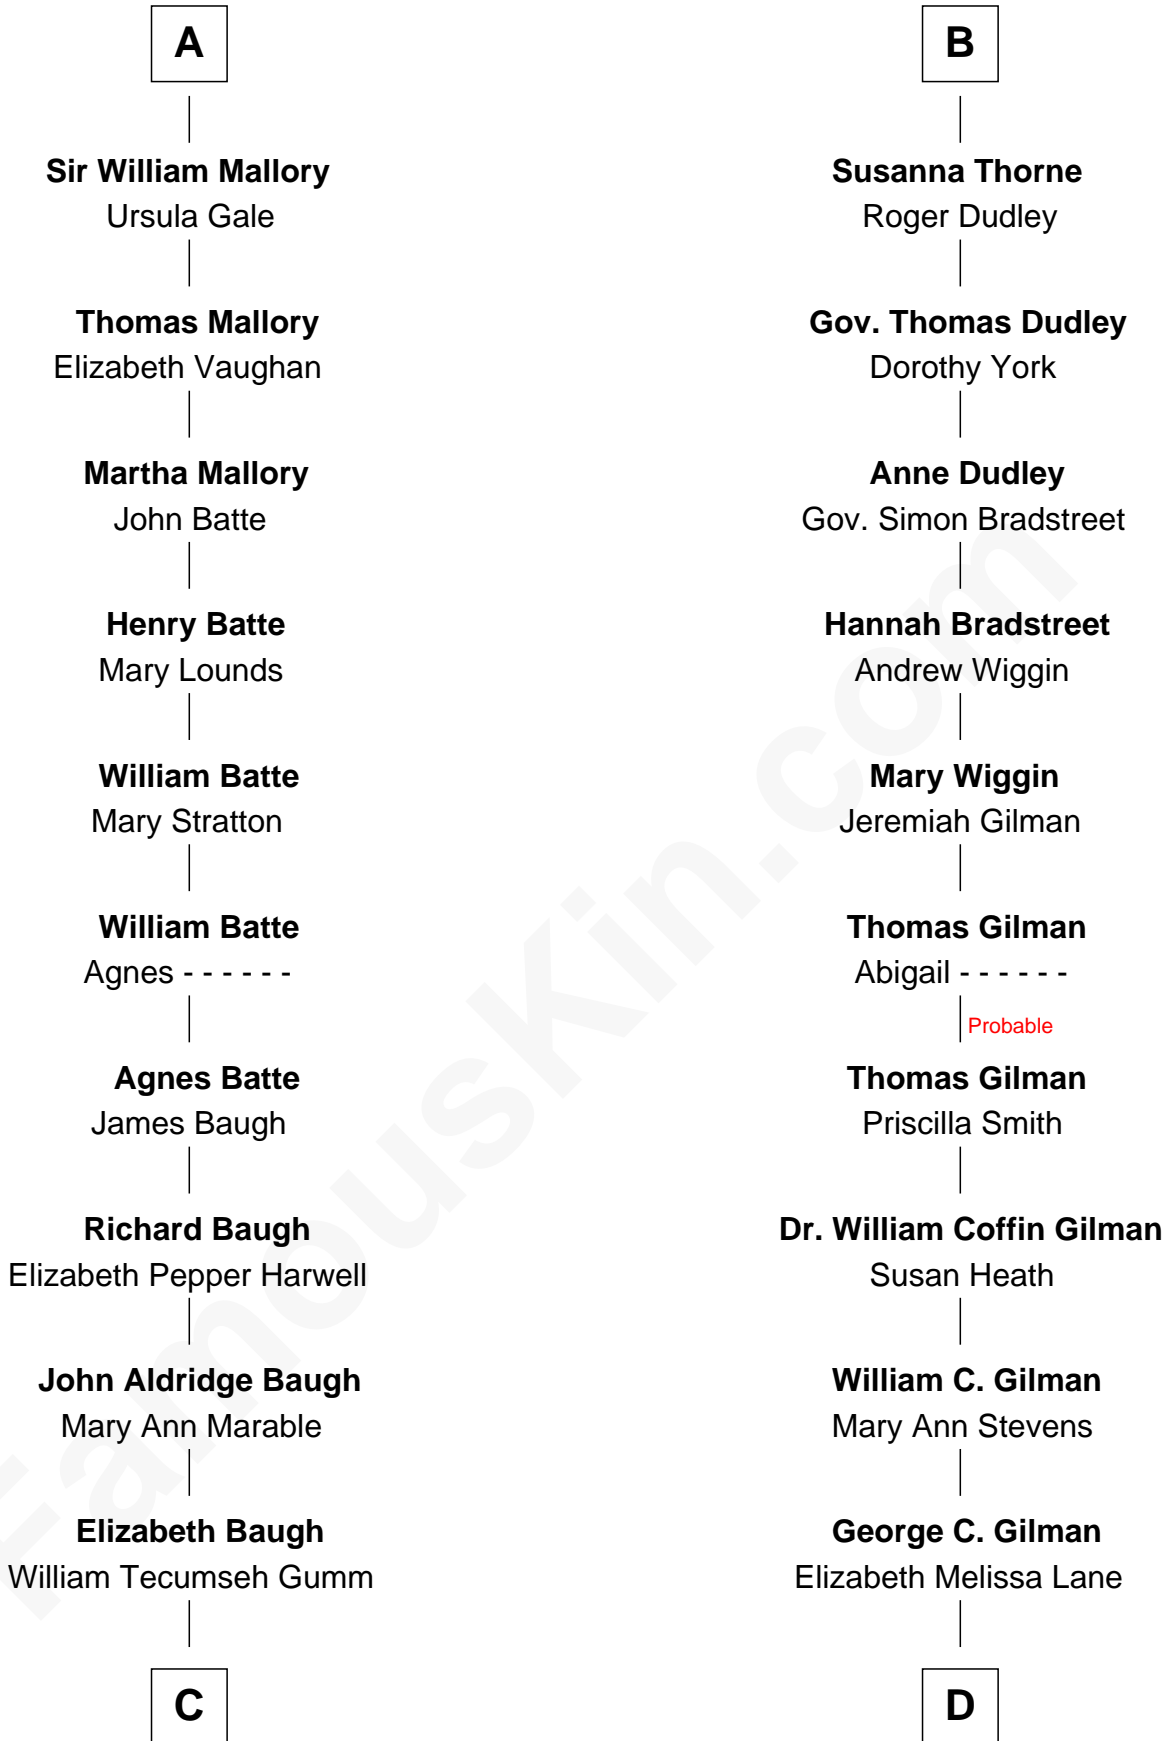 A
Sir William Mallory
Ursula Gale
Thomas Mallory
Elizabeth Vaughan
Martha Mallory
John Batte
Henry Batte
Mary Lounds
William Batte
Mary Stratton
William Batte
Agnes - - - - - -
Agnes Batte
James Baugh
Richard Baugh
Elizabeth Pepper Harwell
John Aldridge Baugh
Mary Ann Marable
Elizabeth Baugh
William Tecumseh Gumm
C
B
Susanna Thorne
Roger Dudley
Gov. Thomas Dudley
Dorothy York
Anne Dudley
Gov. Simon Bradstreet
Hannah Bradstreet
Andrew Wiggin
Mary Wiggin
Jeremiah Gilman
Thomas Gilman
Abigail - - - - - -
Probable
Thomas Gilman
Priscilla Smith
Dr. William Coffin Gilman
Susan Heath
William C. Gilman
Mary Ann Stevens
George C. Gilman
Elizabeth Melissa Lane
D
FamousKin.com